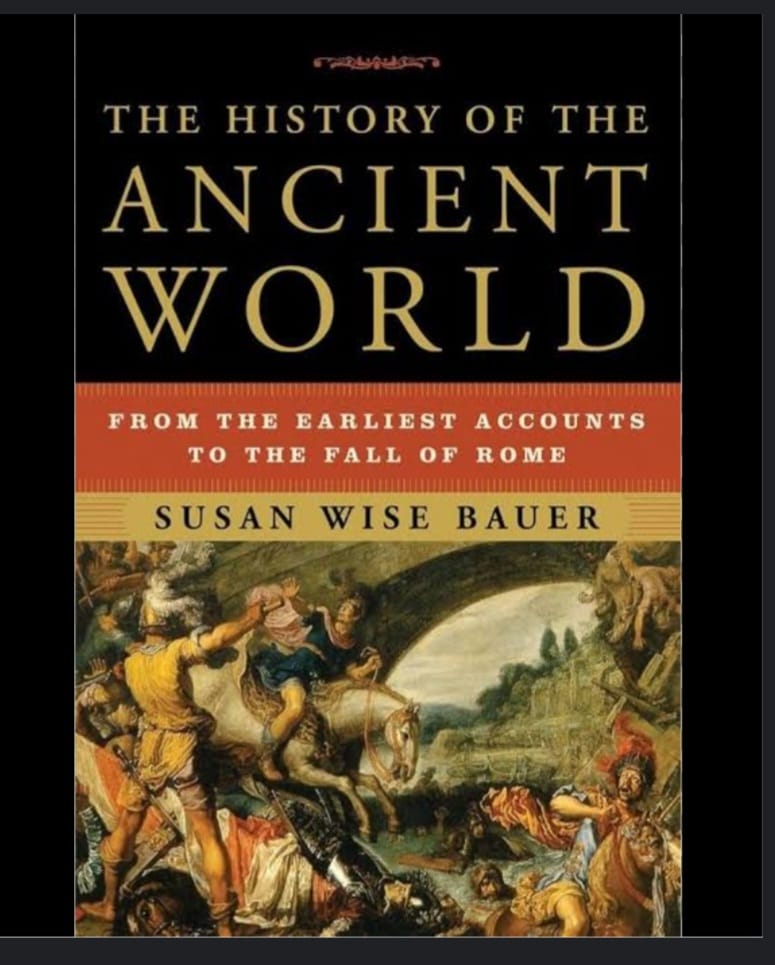 THE HISTORY OF THE
ANCIENT
WORLD
FROM THE EARLIEST ACCOUNTS
TO THE FALL OF ROME
SUSAN WISE BAUER